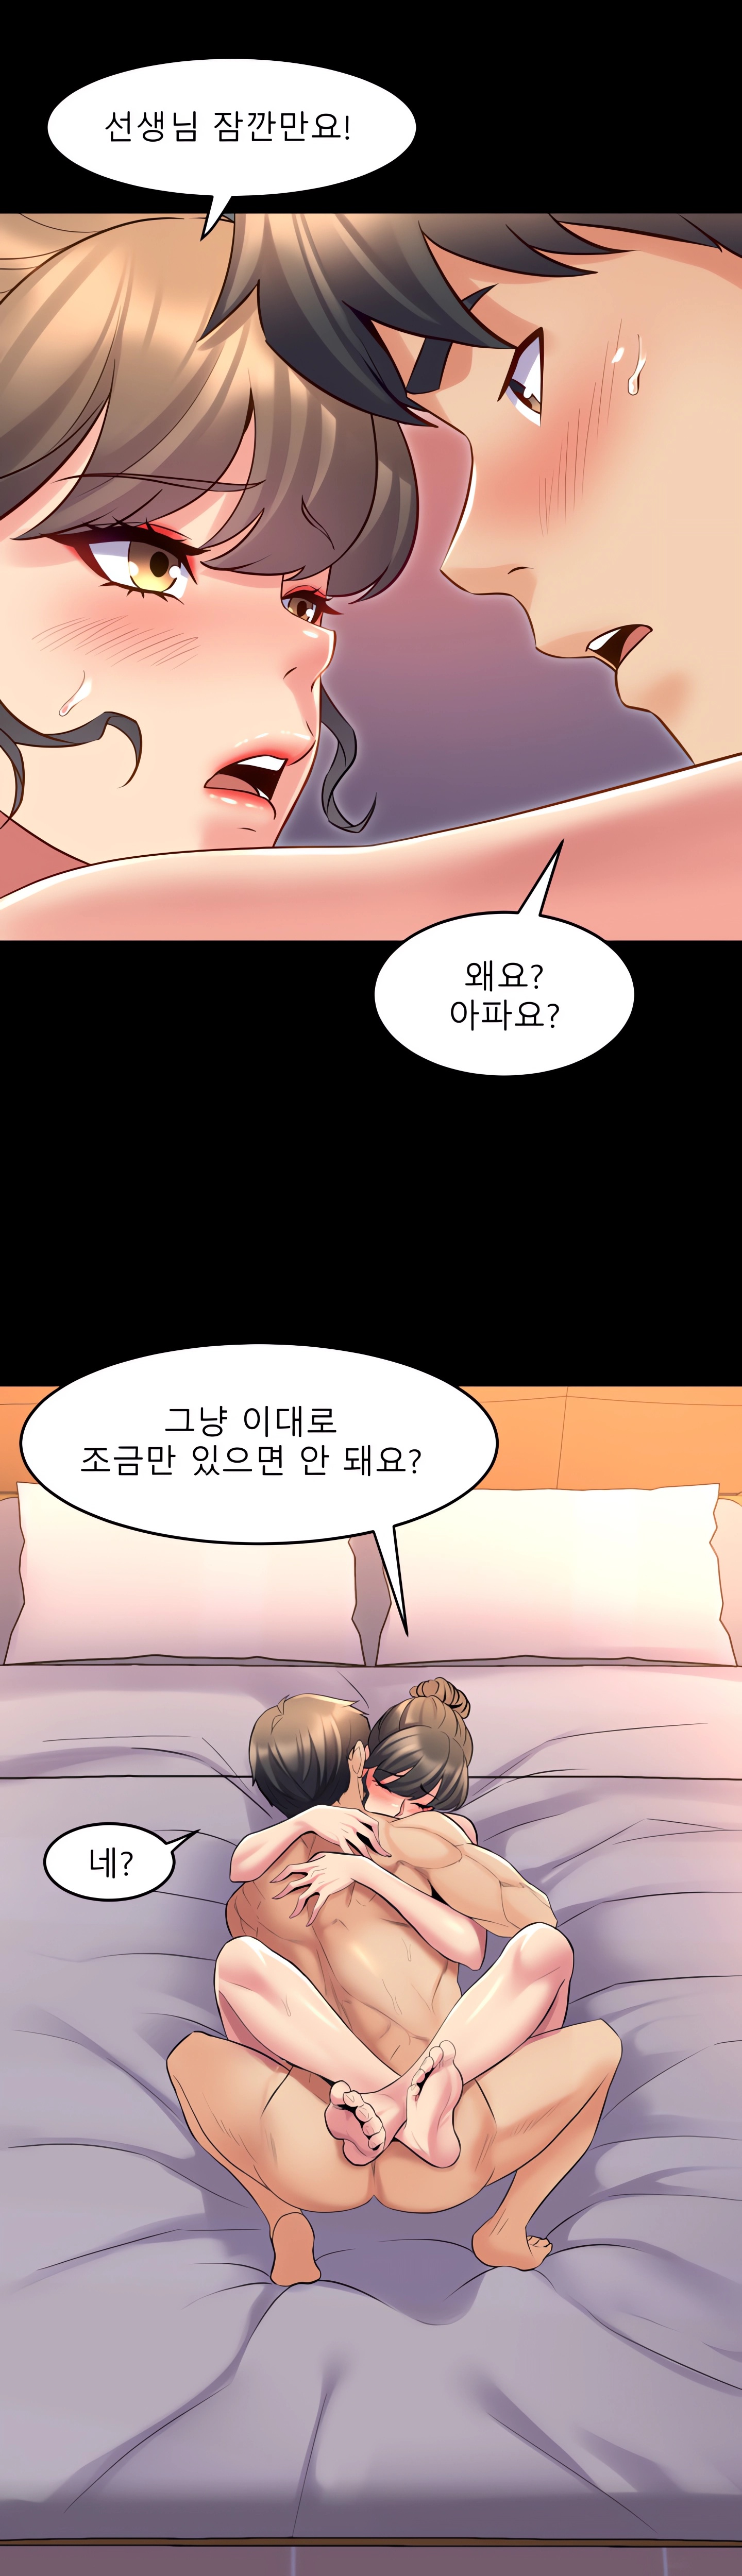 선생님 잠깐만요!
왜요?
아파요?
그냥 이대로
조금만 있으면 안 돼요?
네?